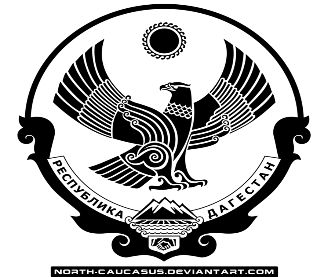 РЕСПУБЛИКА ДАГЕСТАН
NORTH-CAUCASUS.DEVIANTART.COM